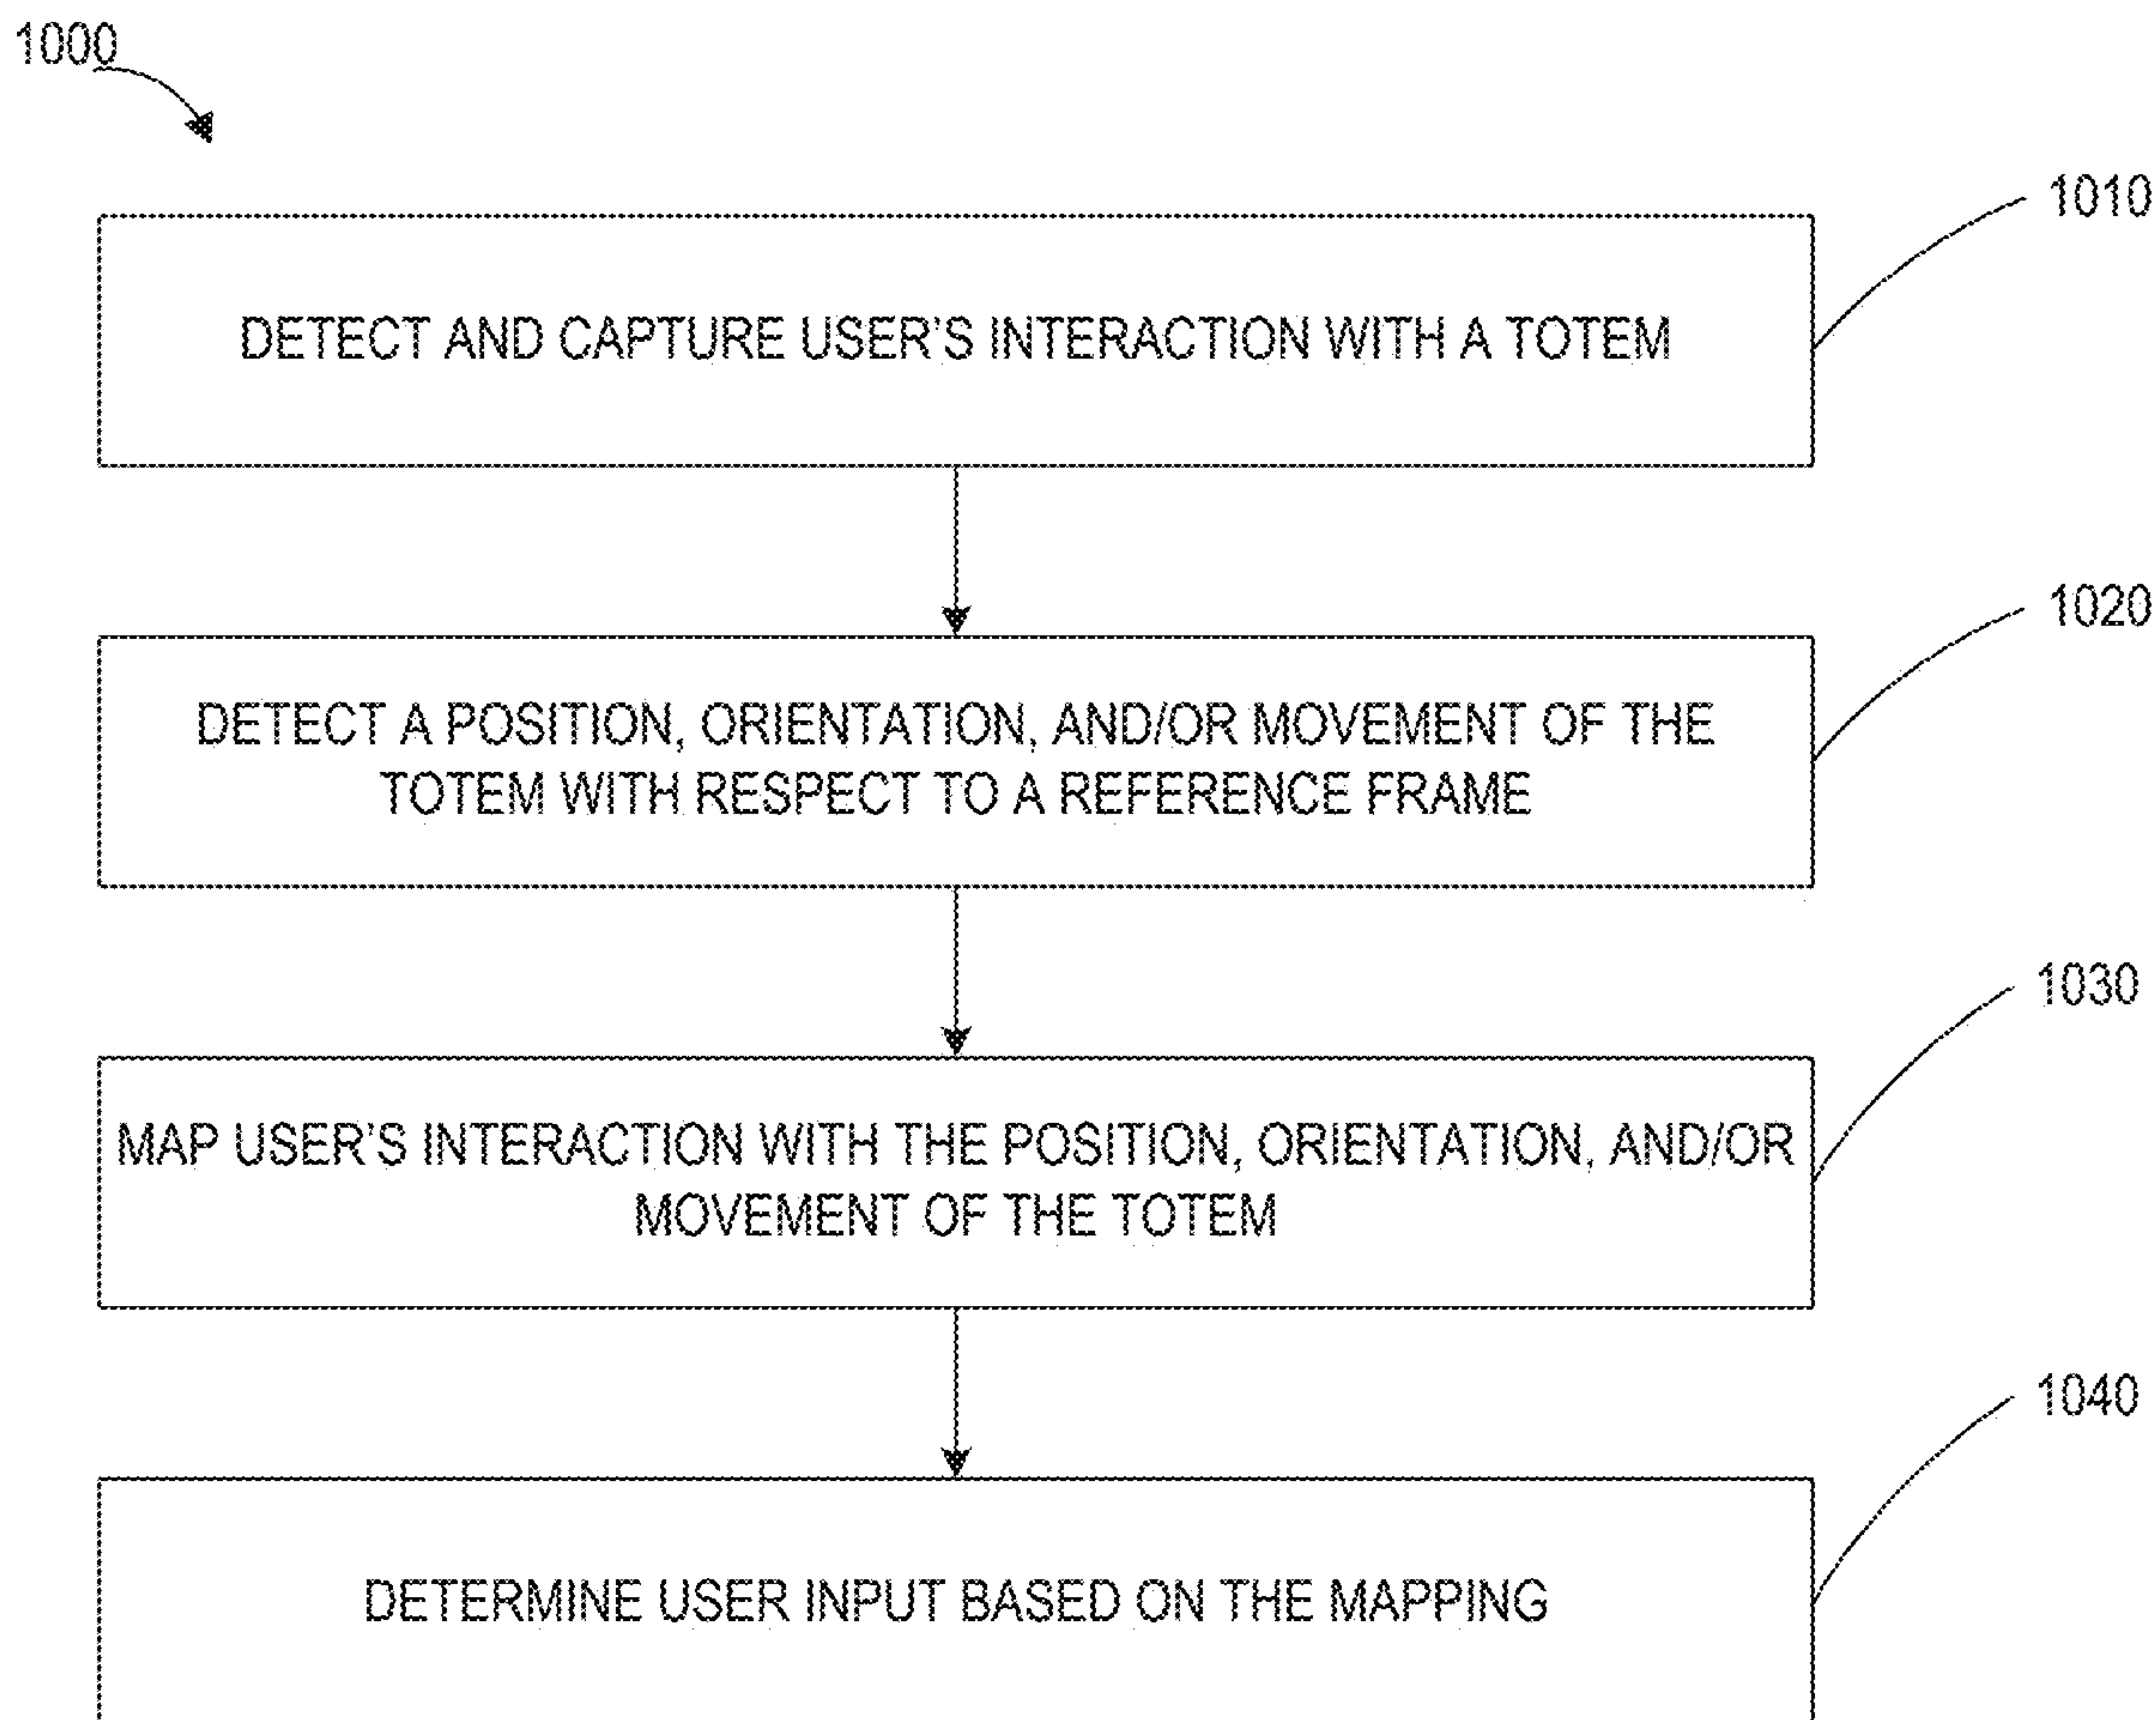 1000
1010
DETECT AND CAPTURE USER'S INTERACTION WITH A TOTEM
1020
DETECT A POSITION, ORIENTATION, AND/OR MOVEMENT OF THE
TOTEM WITH RESPECT TO A REFERENCE FRAME
1030
MAP USER'S INTERACTION WITH THE POSITION, ORIENTATION, AND/OR
MOVEMENT OF THE TOTEM
1040
DETERMINE USER INPUT BASED ON THE MAPPING